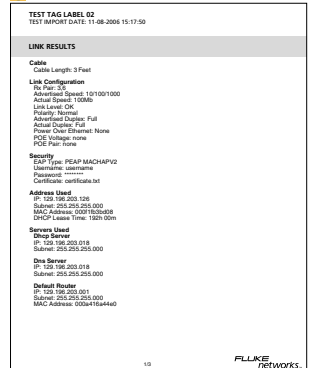 TEST TAG LABEL 02
TEST IMPORT DATE: 11-08-2006 15:17:50
LINK RESULTS
Cable
Cable Length: 3 Feet
Link Configuration
Rx Pair: 3,6
Advertised Speed: 10/100/1000
Actual Speed: 100Mb
Link Level: OK
Polarity: Normal
Advertised Duplex: Full
Actual Duplex: Full
Power Over Ethernet: None
POE Voltage: none
POE Pair: none
Security
EAP Type: PEAP MACHAPV2
Username: username
Password: ********
Certificate: certificate.txt
Address Used
IP: 129.196.203.126
Subnet: 255.255.255.000
MAC Address: 000f1fb3bd08
DHCP Lease Time: 192h 00m
Servers Used
Dhcp Server
IP: 129.196.203.018
Subnet: 255.255.255.000
Dns Server
IP: 129.196.203.018
Subnet: 255.255.255.000
Default Router
IP: 129.196.203.001
Subnet: 255.255.255.000
MAC Address: 000a416a44e0
1/3
FLUKE
networks